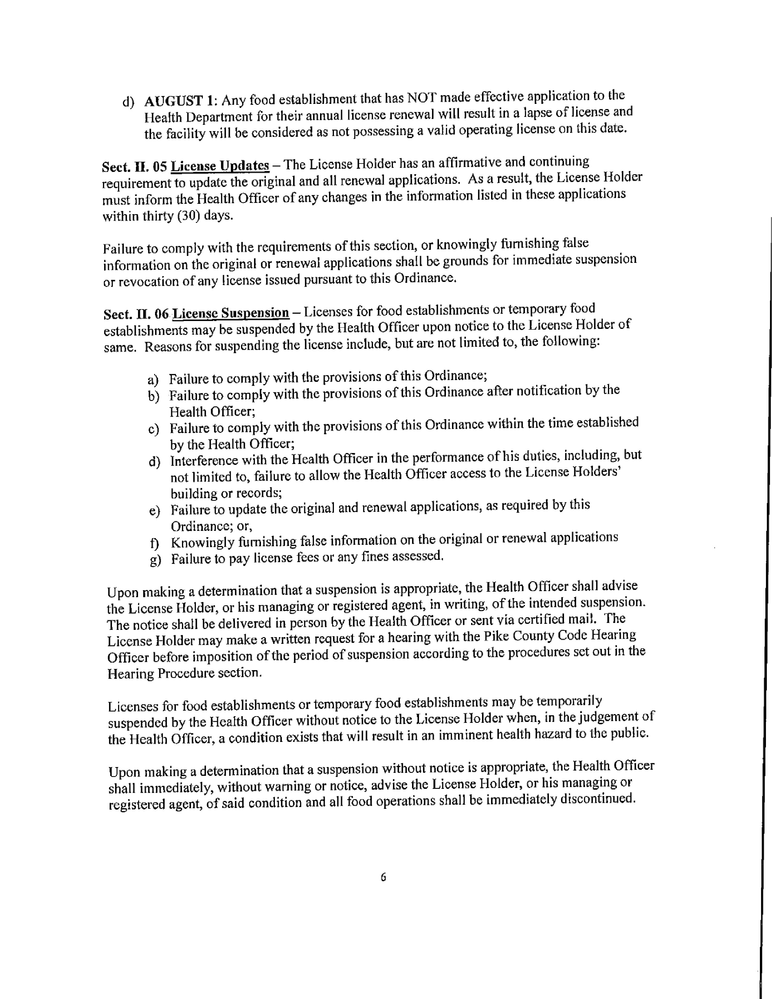 d) AUGUST 1: Any food establishment that has NOT made effective application to the
Health Department for their annual license renewal will result in a lapse of license and
the facility will be considered as not possessing a valid operating license on this date.
Sect. II. 05 License Updates – The License Holder has an affirmative and continuing
requirement to update the original and all renewal applications. As a result, the License Holder
must inform the Health Officer of any changes in the information listed in these applications
within thirty (30) days.
Failure to comply with the requirements of this section, or knowingly furnishing false
information on the original or renewal applications shall be grounds for immediate suspension
or revocation of any license issued pursuant to this Ordinance.
Sect. II. 06 License Suspension – Licenses for food establishments or temporary food
establishments may be suspended by the Health Officer upon notice to the License Holder of
same. Reasons for suspending the license include, but are not limited to, the following:
a) Failure to comply with the provisions of this Ordinance;
b) Failure to comply with the provisions of this Ordinance after notification by the
Health Officer;
c) Failure to comply with the provisions of this Ordinance within the time established
by the Health Officer;
d) Interference with the Health Officer in the performance of his duties, including, but
not limited to, failure to allow the Health Officer access to the License Holders'
building or records;
e) Failure to update the original and renewal applications, as required by this
Ordinance; or,
f) Knowingly furnishing false information on the original or renewal applications
g) Failure to pay license fees or any fines assessed.
Upon making a determination that a suspension is appropriate, the Health Officer shall advise
the License Holder, or his managing or registered agent, in writing, of the intended suspension.
The notice shall be delivered in person by the Health Officer or sent via certified mail. The
License Holder may make a written request for a hearing with the Pike County Code Hearing
Officer before imposition of the period of suspension according to the procedures set out in the
Hearing Procedure section.
Licenses for food establishments or temporary food establishments may be temporarily
suspended by the Health Officer without notice to the License Holder when, in the judgement of
the Health Officer, a condition exists that will result in an imminent health hazard to the public.
Upon making a determination that a suspension without notice is appropriate, the Health Officer
shall immediately, without warning or notice, advise the License Holder, or his managing or
registered agent, of said condition and all food operations shall be immediately discontinued.
6